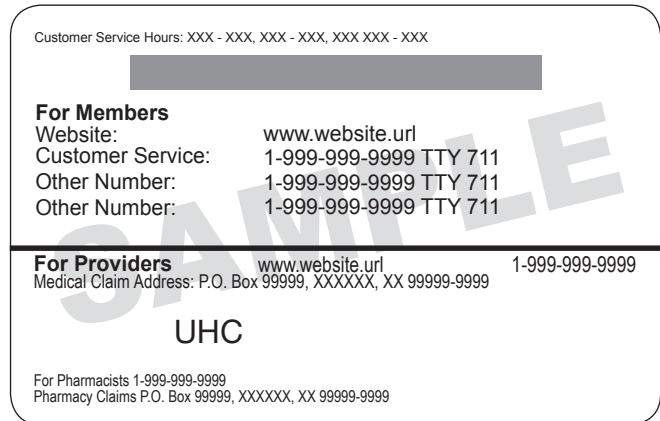 Customer Service Hours: XXX - XXX, XXX - XXX, XXX XXX - XXX
For Members
Website: www.website.url
Customer Service: 1-999-999-9999 TTY 711
Other Number: 1-999-999-9999 TTY 711
Other Number: 1-999-999-9999 TTY 711
SAMPLE
For Providers www.website.url 1-999-999-9999
Medical Claim Address: P.O. Box 99999, XXXXXX, XX 99999-9999
UHC
For Pharmacists 1-999-999-9999
Pharmacy Claims P.O. Box 99999, XXXXXX, XX 99999-9999